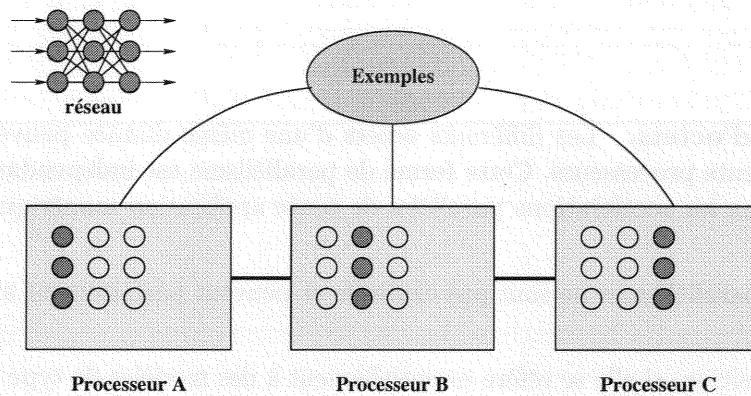 réseau
Exemples
Processeur A
Processeur B
Processeur C